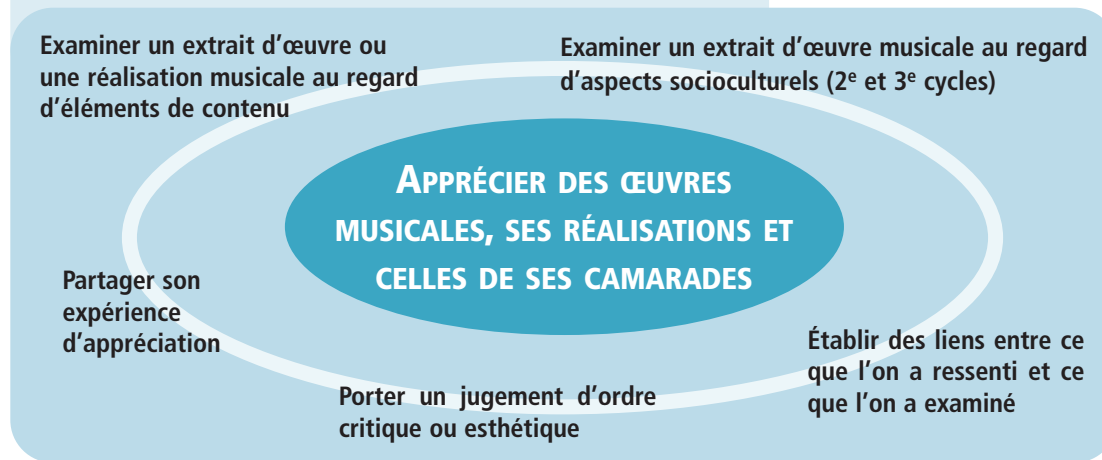 Examiner un extrait d'œuvre ou
une réalisation musicale au regard
d'éléments de contenu
Examiner un extrait d'œuvre musicale au regard
d'aspects socioculturels (2e et 3e cycles)
APPRÉCIER DES ŒUVRES
MUSICALES, SES RÉALISATIONS ET
CELLES DE SES CAMARADES
Partager son
expérience
d'appréciation
Porter un jugement d'ordre
critique ou esthétique
Établir des liens entre ce
que l'on a ressenti et ce
que l'on a examiné